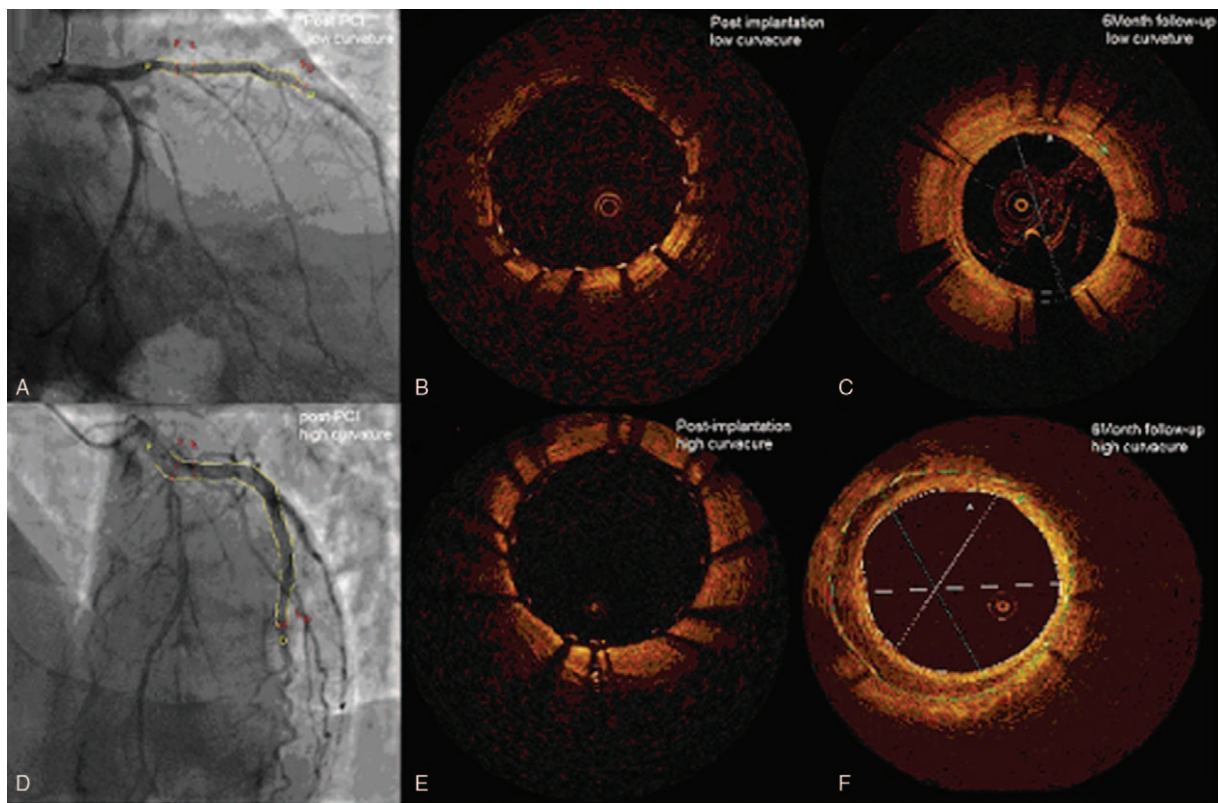 Post PCI
low curvature
A
Post implantation
low curvacure
B
6Month follow-up
low curvature
A
C
post-PCI
high curvature
D
Post-implantation
high curvacure
E
6Month follow-up
high curvacure
A
F